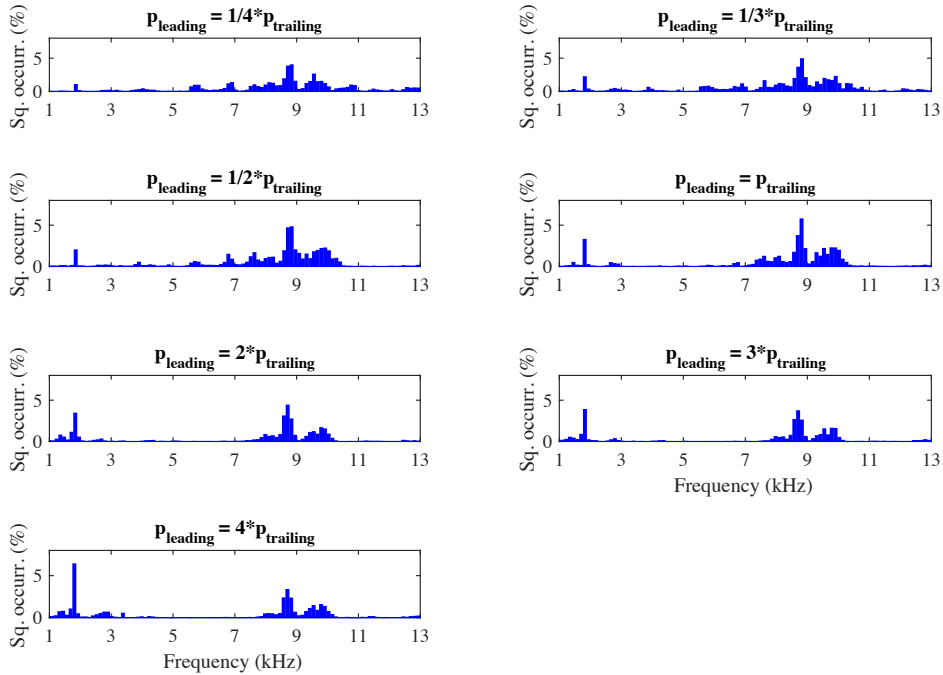 p_leading = 1/4*p_trailing
Sq. occurr. (%)
5
0
1 3 5 7 9 11 13
p_leading = 1/3*p_trailing
Sq. occurr. (%)
5
0
1 3 5 7 9 11 13
p_leading = 1/2*p_trailing
Sq. occurr. (%)
5
0
1 3 5 7 9 11 13
p_leading = p_trailing
Sq. occurr. (%)
5
0
1 3 5 7 9 11 13
p_leading = 2*p_trailing
Sq. occurr. (%)
5
0
1 3 5 7 9 11 13
p_leading = 3*p_trailing
Sq. occurr. (%)
5
0
1 3 5 7 9 11 13
Frequency (kHz)
p_leading = 4*p_trailing
Sq. occurr. (%)
5
0
1 3 5 7 9 11 13
Frequency (kHz)